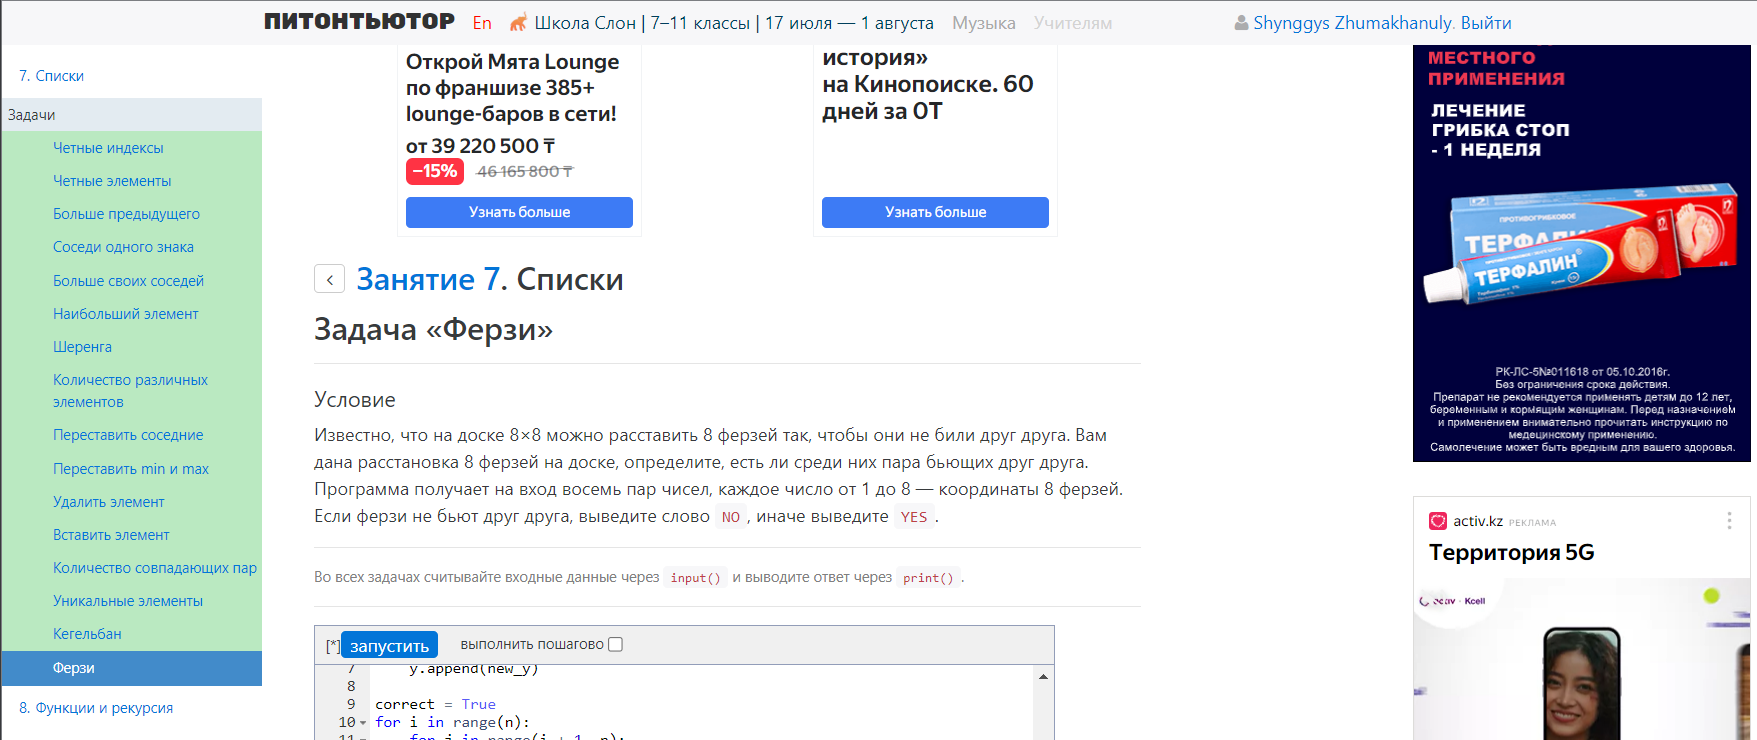 ПИТОНТЬЮТОР En Школа Слон | 7–11 классы | 17 июля — 1 августа Музыка Учителям Shynggys Zhumakhanuly. Выйти
7. Списки
Задачи
Четные индексы
Четные элементы
Больше предыдущего
Соседи одного знака
Больше своих соседей
Наибольший элемент
Шеренга
Количество различных
элементов
Переставить соседние
Переставить min и max
Удалить элемент
Вставить элемент
Количество совпадающих пар
Уникальные элементы
Кегельбан
Ферзи
8. Функции и рекурсия
Открой Мята Lounge
по франшизе 385+
lounge-баров в сети!
от 39 220 500 ₸
−15% 46 165 800 ₸
Узнать больше
история»
на Кинопоиске. 60
дней за 0Т
Узнать больше
Занятие 7. Списки
Задача «Ферзи»
Условие
Известно, что на доске 8×8 можно расставить 8 ферзей так, чтобы они не били друг друга. Вам
дана расстановка 8 ферзей на доске, определите, есть ли среди них пара бьющих друг друга.
Программа получает на вход восемь пар чисел, каждое число от 1 до 8 — координаты 8 ферзей.
Если ферзи не бьют друг друга, выведите слово NO, иначе выведите YES.
Во всех задачах считывайте входные данные через input() и выводите ответ через print().
[*] запустить выполнить пошагово
7 y.append(new_y)
8
9 correct = True
10 for i in range(n):
11 for j in range(i + 1, n):
МЕСТНОГО
ПРИМЕНЕНИЯ
ЛЕЧЕНИЕ
ГРИБКА СТОП
- 1 НЕДЕЛЯ
ПРОТИВОГРИБКОВОЕ
ТЕРФАЛИН
ТЕРФАЛИН
РК-ЛС-5№011618 от 05.10.2016г.
Без ограничения срока действия.
Препарат не рекомендуется применять детям до 12 лет,
беременным и кормящим женщинам. Перед назначением
и применением внимательно прочитать инструкцию по
медецинскому применению.
Самолечение может быть вредным для вашего здоровья.
activ.kz РЕКЛАМА
Территория 5G
activ · Kcell